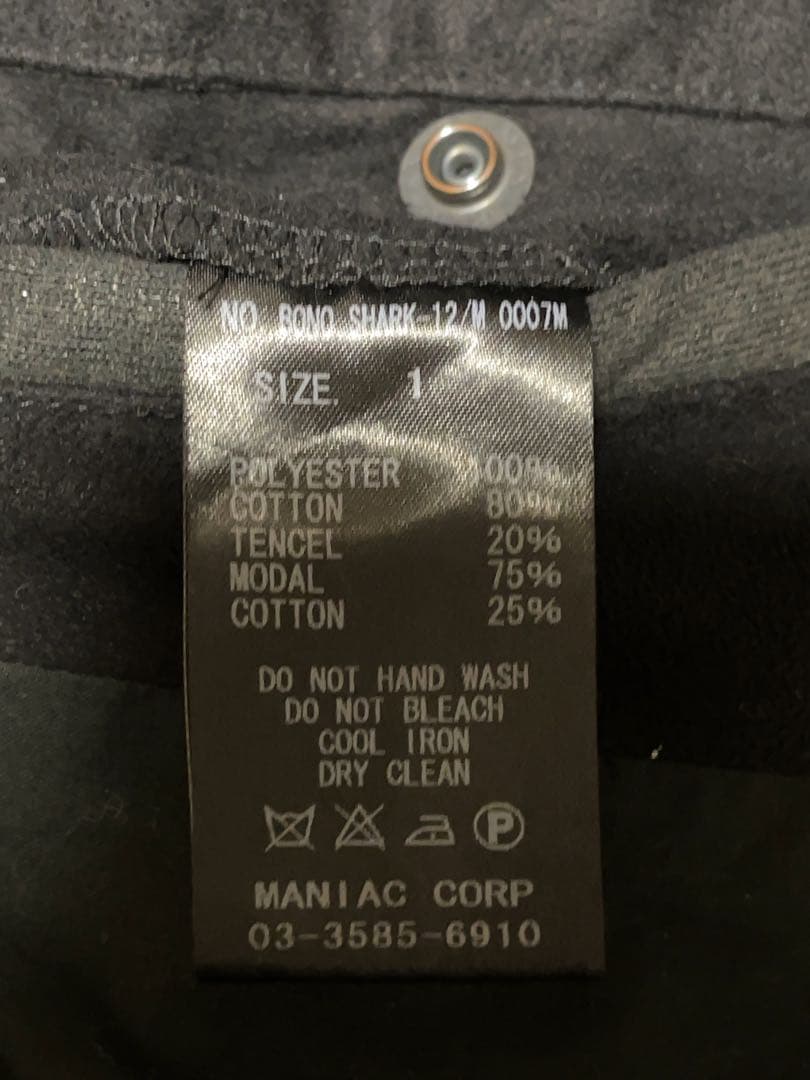 NO. BONO SHARK-12/M 0007M
SIZE. 1
POLYESTER 100%
COTTON 80%
TENCEL 20%
MODAL 75%
COTTON 25%
DO NOT HAND WASH
DO NOT BLEACH
COOL IRON
DRY CLEAN
P
MANIAC CORP
03-3585-6910